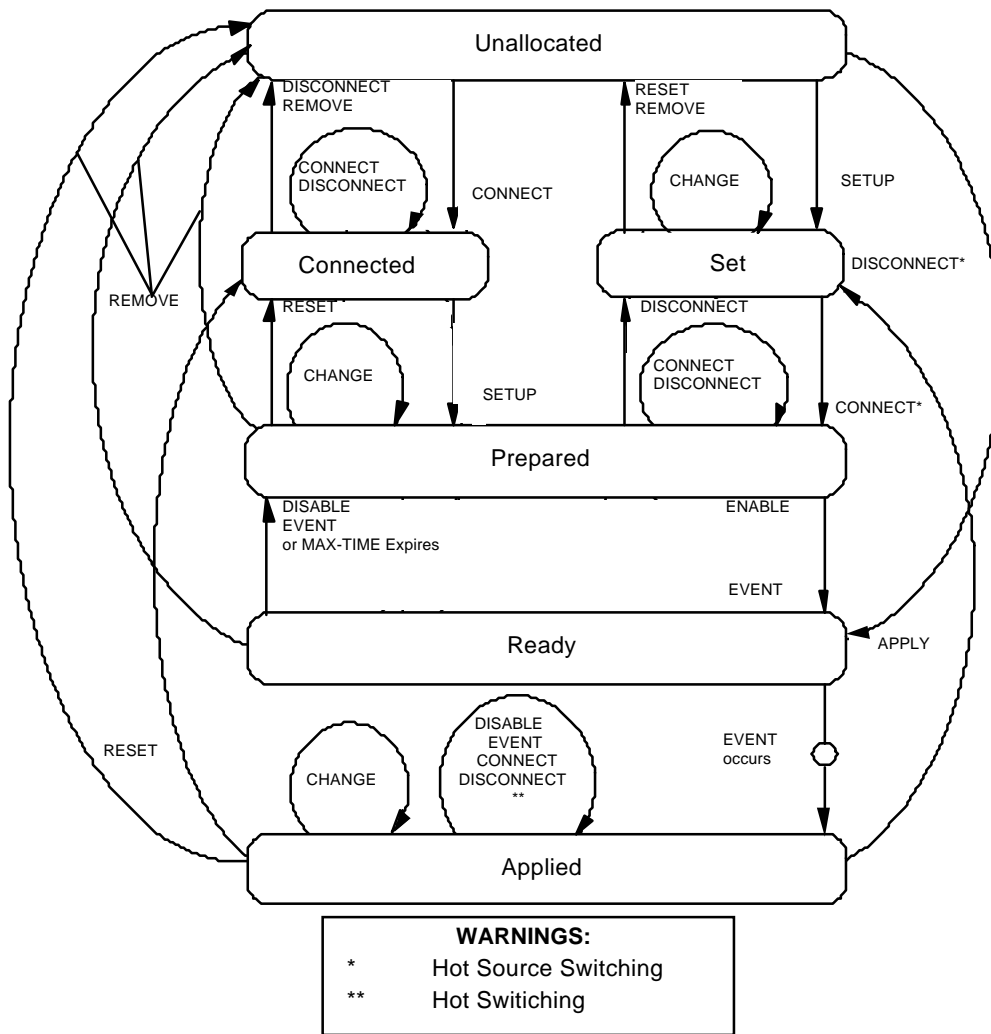 Unallocated
DISCONNECT
REMOVE
RESET
REMOVE
CONNECT
DISCONNECT
CONNECT
CHANGE
SETUP
Connected
Set
DISCONNECT*
REMOVE
RESET
DISCONNECT
CHANGE
SETUP
CONNECT
DISCONNECT
CONNECT*
Prepared
DISABLE
EVENT
or MAX-TIME Expires
ENABLE
EVENT
Ready
APPLY
RESET
CHANGE
DISABLE
EVENT
CONNECT
DISCONNECT
**
EVENT
occurs
Applied
WARNINGS:
* Hot Source Switching
** Hot Switiching